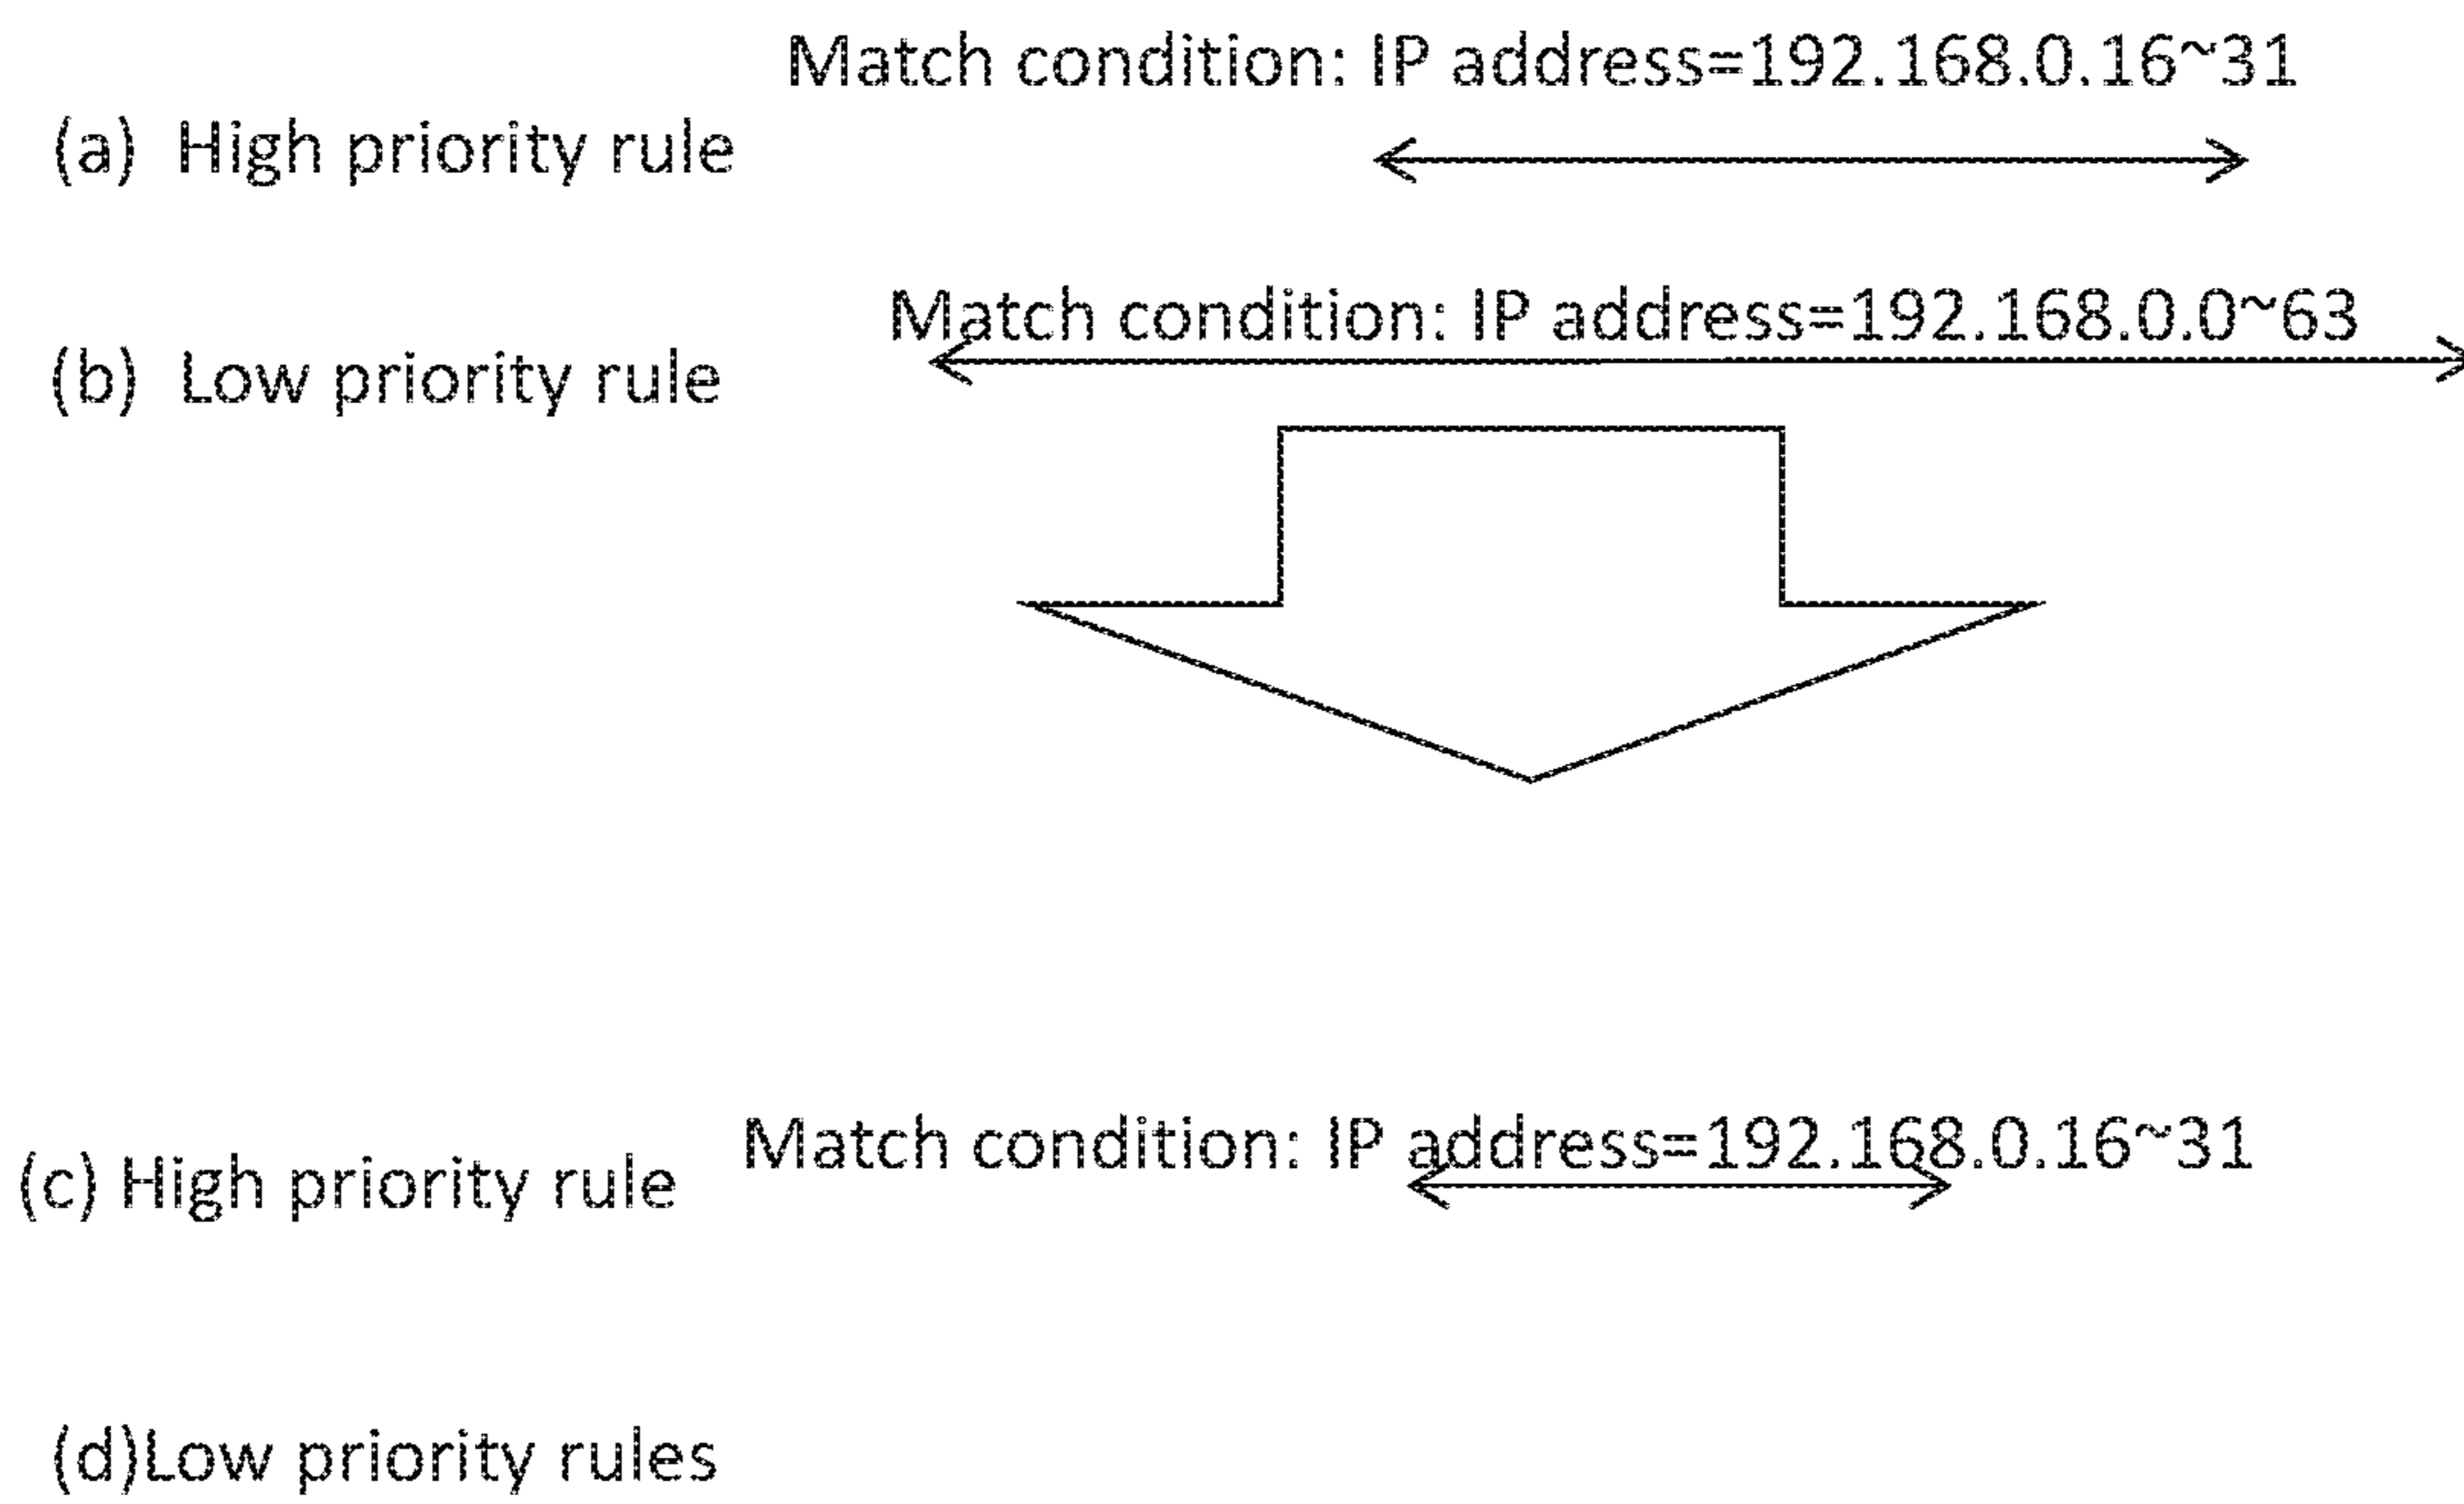 Match condition: IP address=192.168.0.16~31
(a) High priority rule
Match condition: IP address=192.168.0.0~63
(b) Low priority rule
Match condition: IP address=192.168.0.16~31
(c) High priority rule
(d)Low priority rules